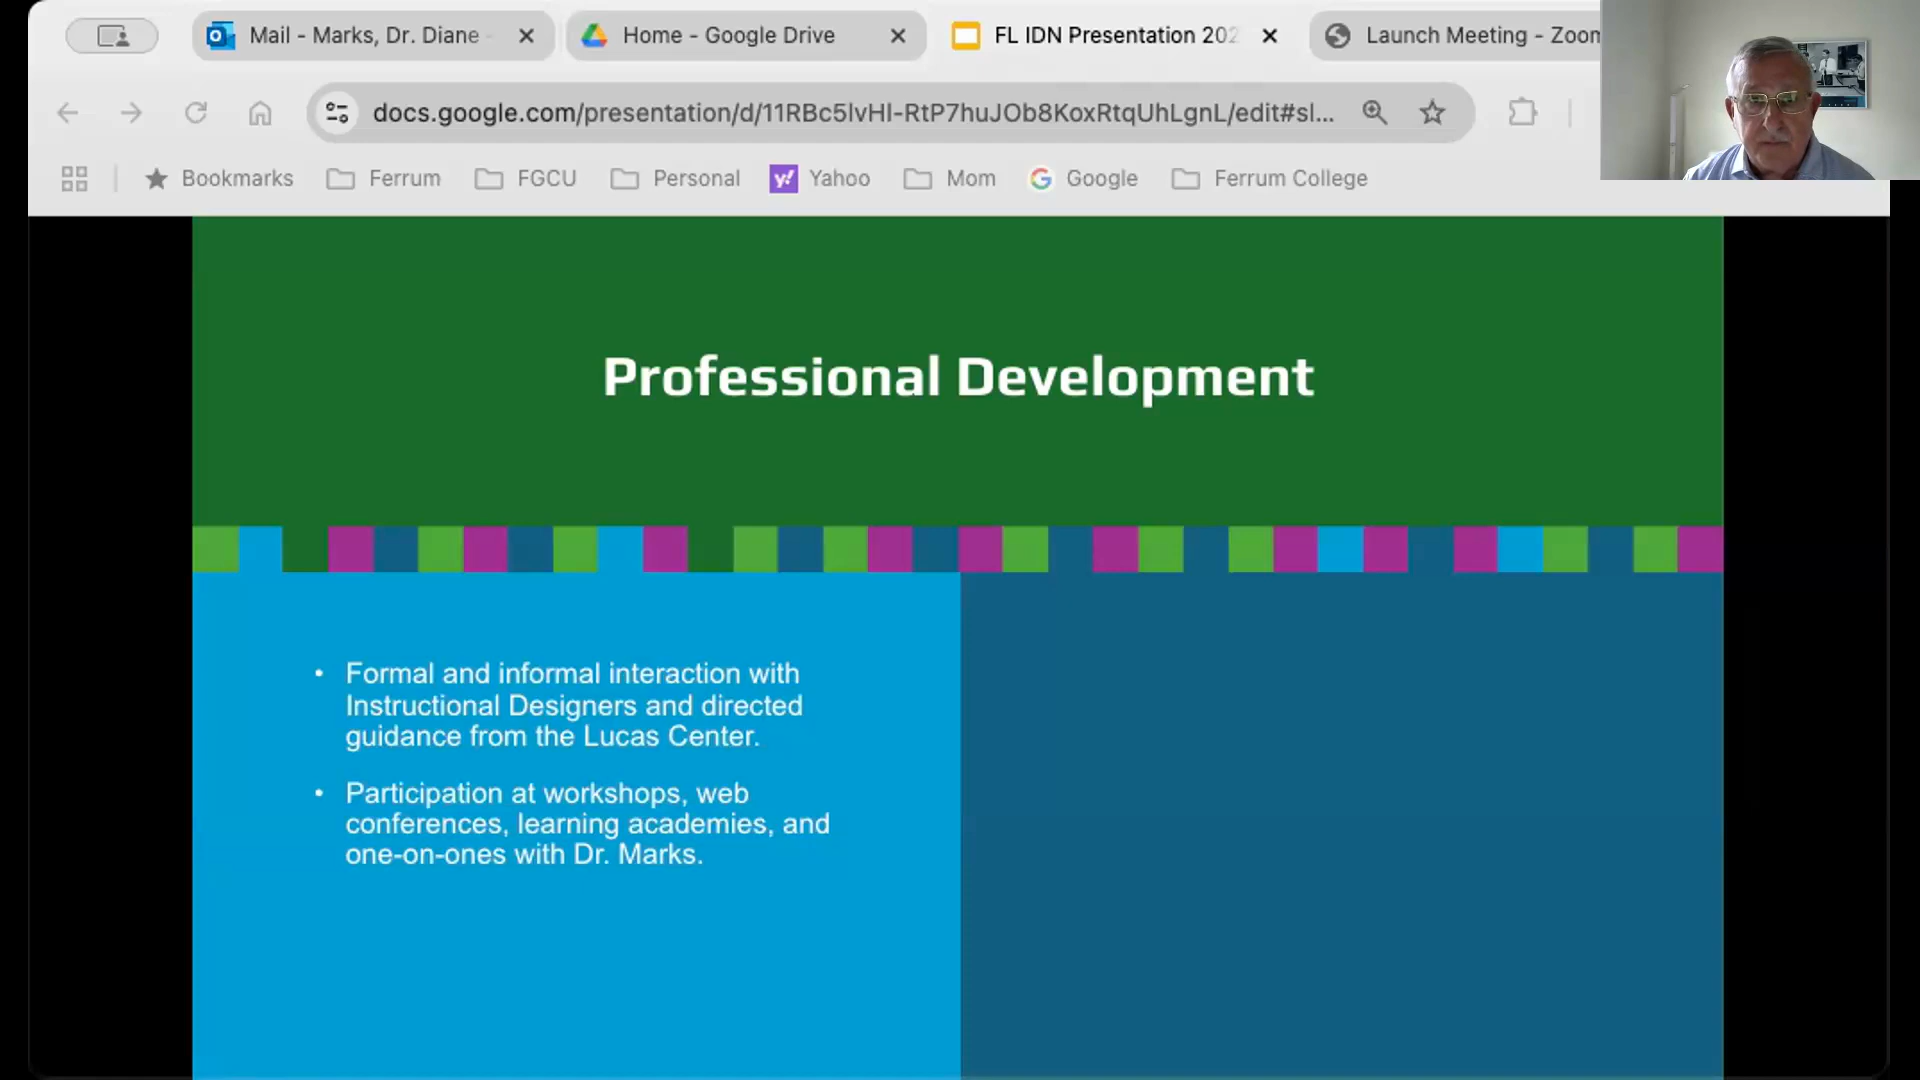 Mail - Marks, Dr. Diane -
Home - Google Drive
FL IDN Presentation 202
Launch Meeting - Zoom
docs.google.com/presentation/d/11RBc5lvHl-RtP7huJOb8KoxRtqUhLgnL/edit#sl...
Bookmarks
Ferrum
FGCU
Personal
Yahoo
Mom
Google
Ferrum College
Professional Development
• Formal and informal interaction with
Instructional Designers and directed
guidance from the Lucas Center.
• Participation at workshops, web
conferences, learning academies, and
one-on-ones with Dr. Marks.